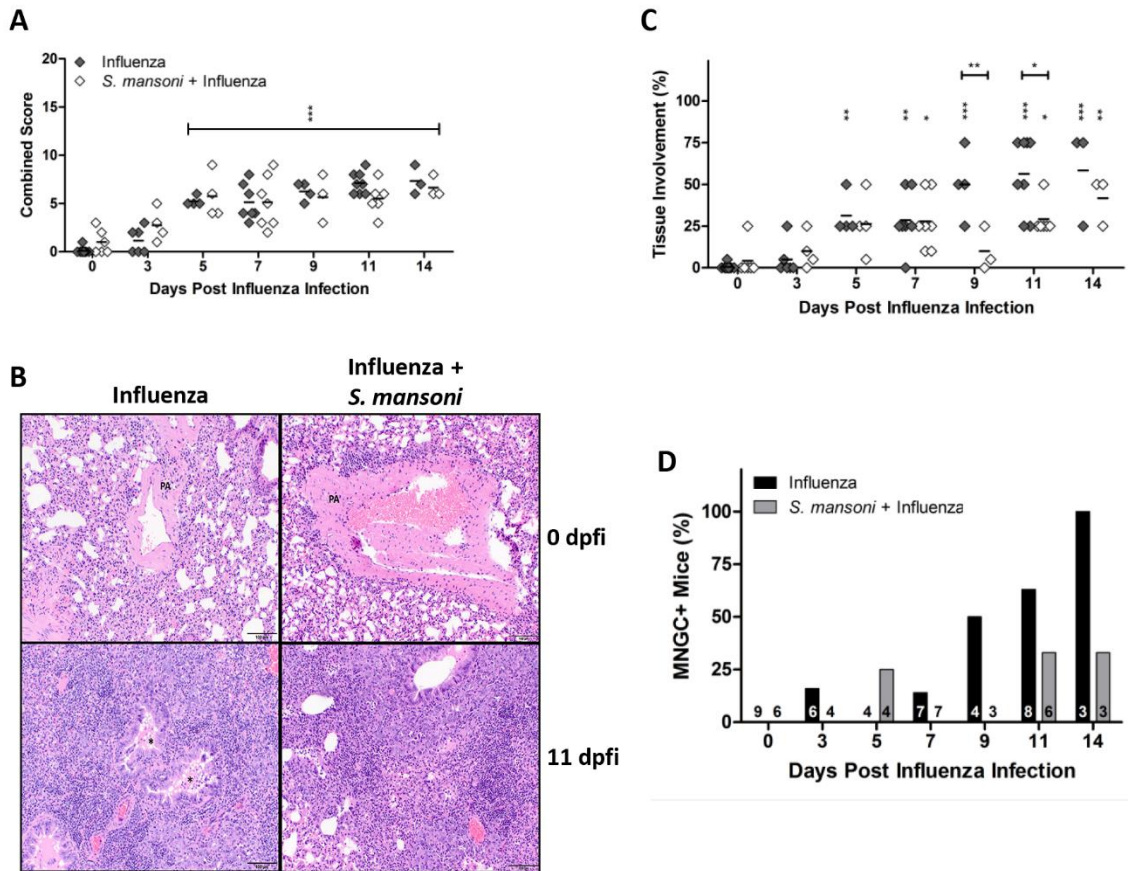 A
Influenza
S. mansoni + Influenza
Combined Score
20
15
10
5
0
***
0 3 5 7 9 11 14
Days Post Influenza Infection
C
Tissue Involvement (%)
100
75
50
25
0
** ** * *** ** *** * * *** **
0 3 5 7 9 11 14
Days Post Influenza Infection
B
Influenza
Influenza +
S. mansoni
PA
PA
0 dpfi
*
*
11 dpfi
D
Influenza
S. mansoni + Influenza
MNGC+ Mice (%)
100
75
50
25
0
9 6 6 4 4 4 7 7 4 3 8 6 3 3
0 3 5 7 9 11 14
Days Post Influenza Infection